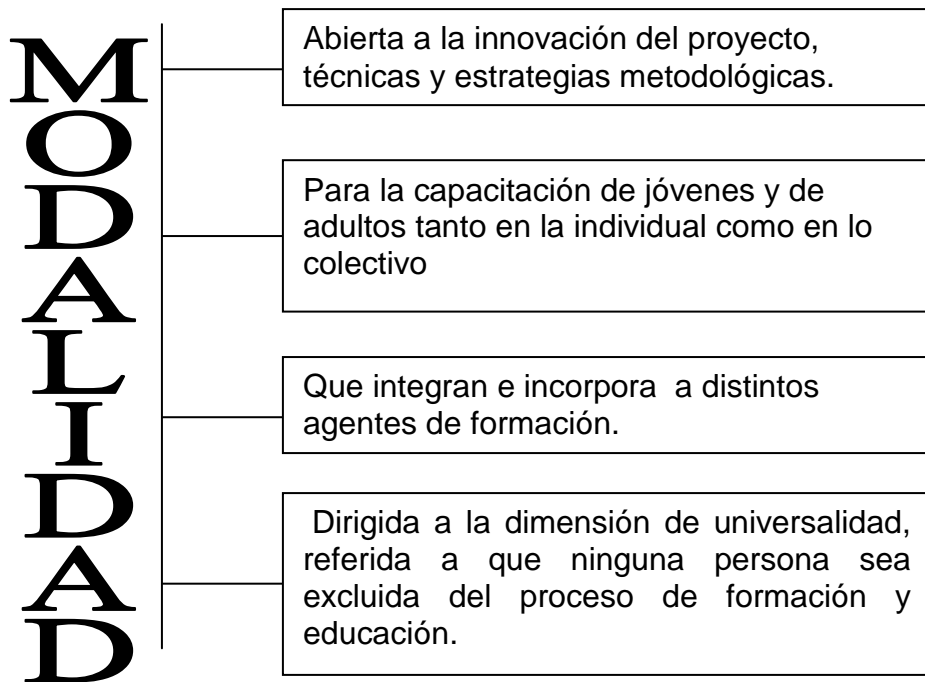 MODALIDAD
Abierta a la innovación del proyecto,
técnicas y estrategias metodológicas.
Para la capacitación de jóvenes y de
adultos tanto en la individual como en lo
colectivo
Que integran e incorpora  a distintos
agentes de formación.
Dirigida a la dimensión de universalidad,
referida a que ninguna persona sea
excluida del proceso de formación y
educación.